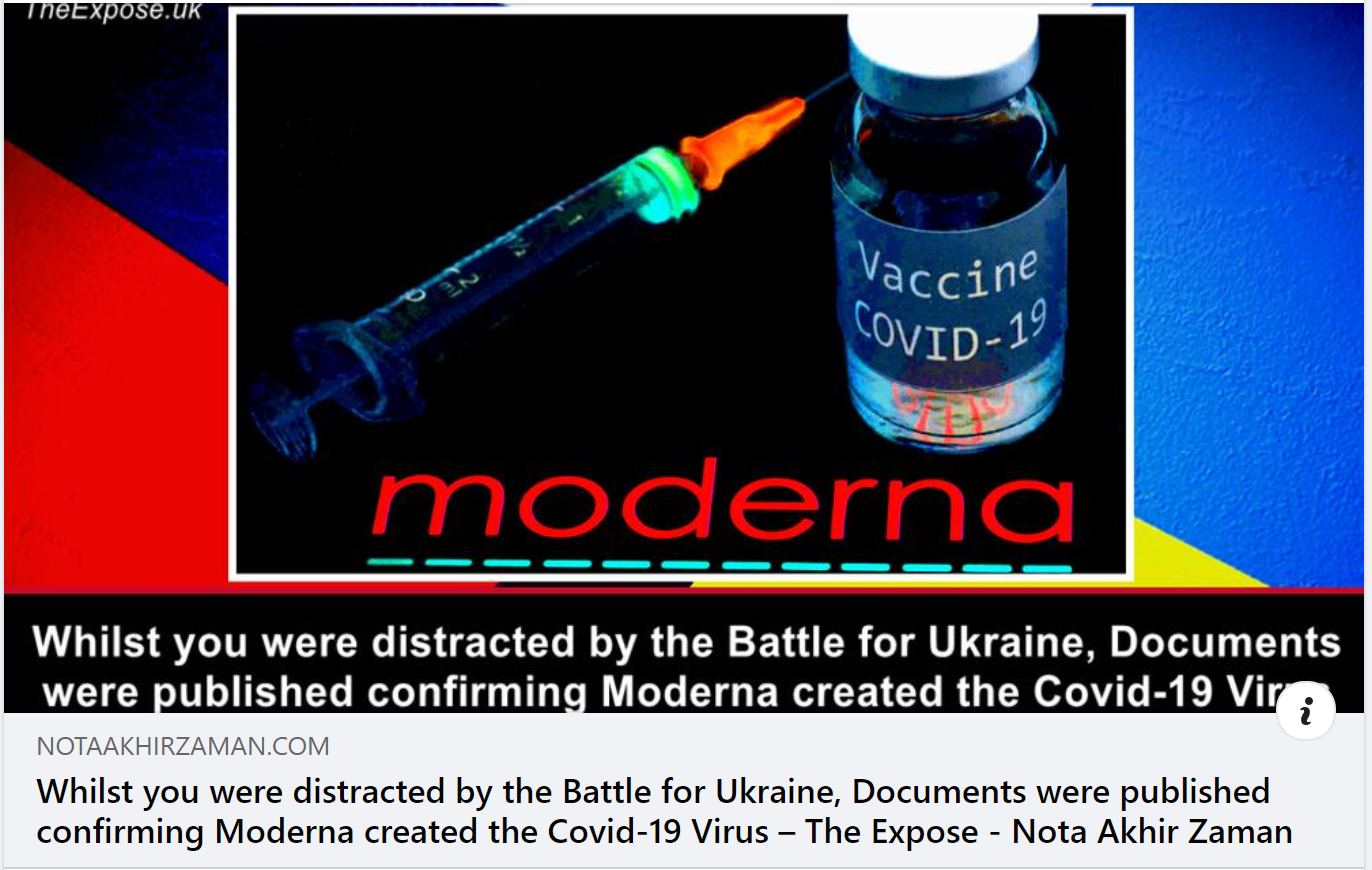 TheExpose.uk
Vaccine
COVID-19
moderna
Whilst you were distracted by the Battle for Ukraine, Documents
were published confirming Moderna created the Covid-19
NOTAAKHIRZAMAN.COM
Whilst you were distracted by the Battle for Ukraine, Documents were published
confirming Moderna created the Covid-19 Virus – The Expose - Nota Akhir Zaman